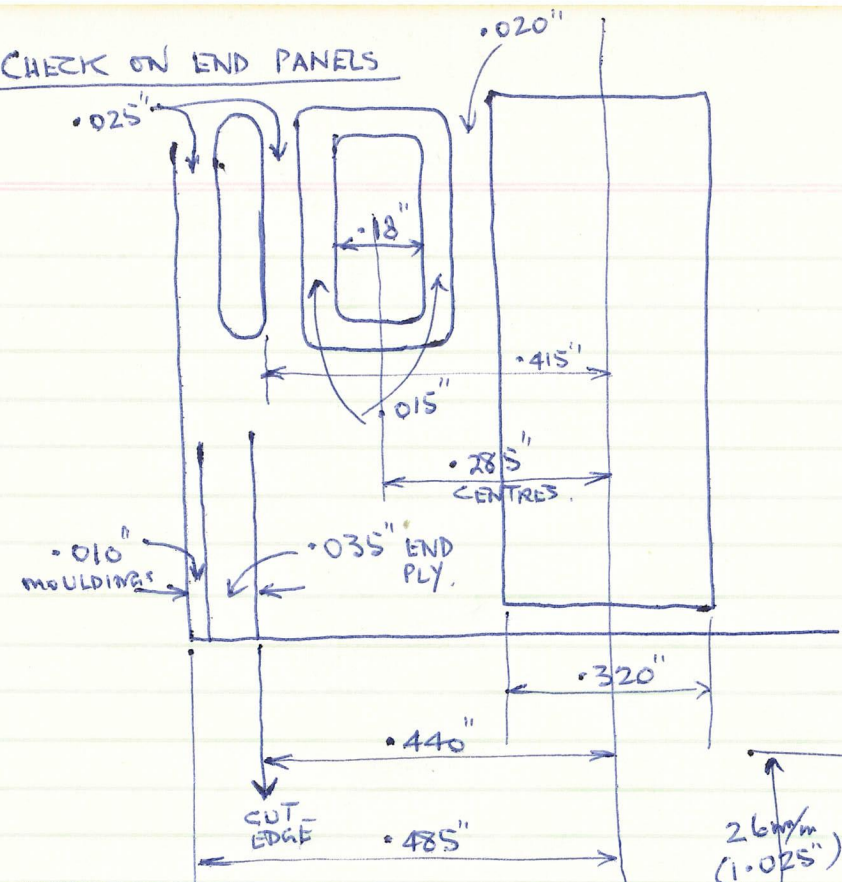 .020"
CHECK ON END PANELS
.025"
.18"
.415"
.015"
.285"
CENTRES.
.010"
MOULDINGS
.035" END
PLY.
.320"
.440"
CUT
EDGE
.485"
26m/m
(1.025")